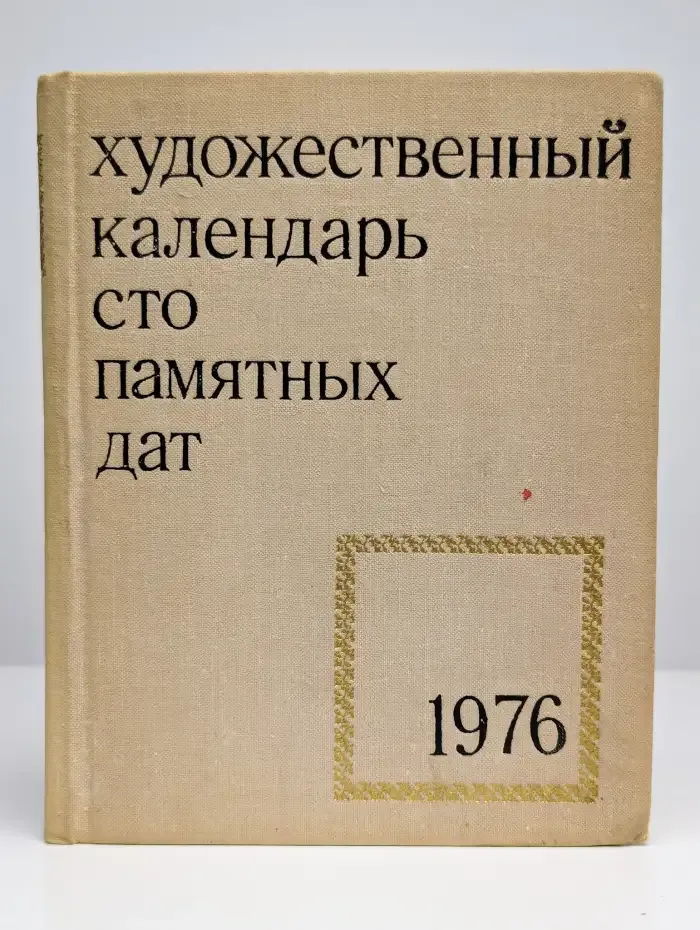 художественный
календарь
сто
памятных
дат
1976